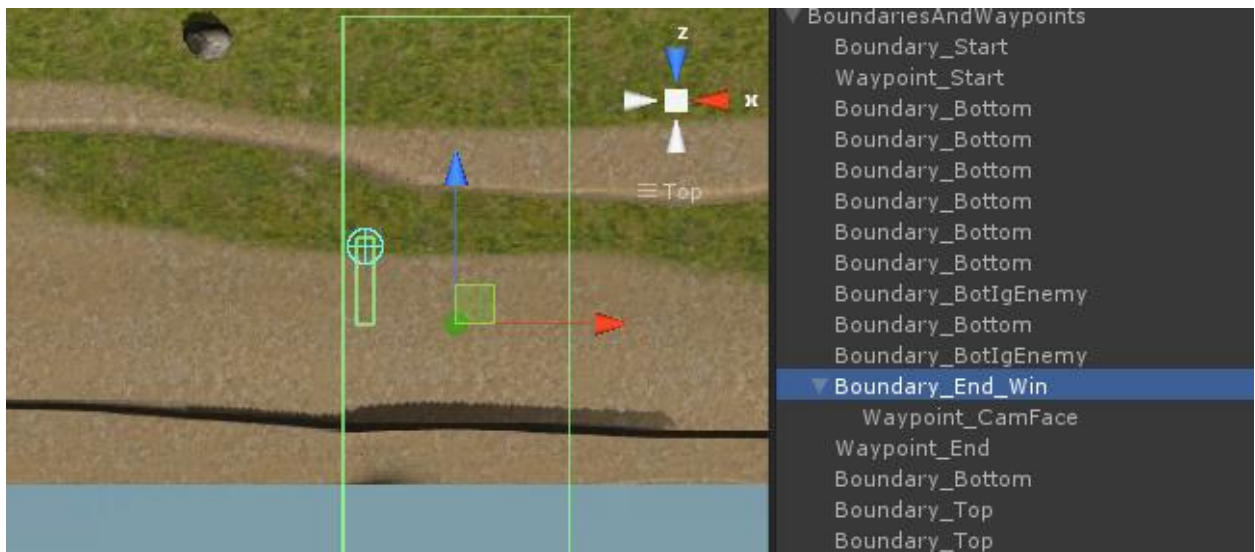 z
x
Top
BoundariesAndWaypoints
Boundary_Start
Waypoint_Start
Boundary_Bottom
Boundary_Bottom
Boundary_Bottom
Boundary_Bottom
Boundary_Bottom
Boundary_Bottom
Boundary_BotIgEnemy
Boundary_Bottom
Boundary_BotIgEnemy
Boundary_End_Win
Waypoint_CamFace
Waypoint_End
Boundary_Bottom
Boundary_Top
Boundary_Top